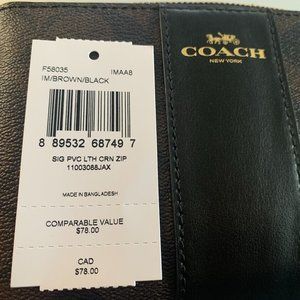 F58035
IM/BROWN/BLACK IMAA8
8 89532 68749 7
SIG PVC LTH CRN ZIP
11003088JAX
MADE IN BANGLADESH
COMPARABLE VALUE
$78.00
CAD
$78.00
COACH
NEW YORK